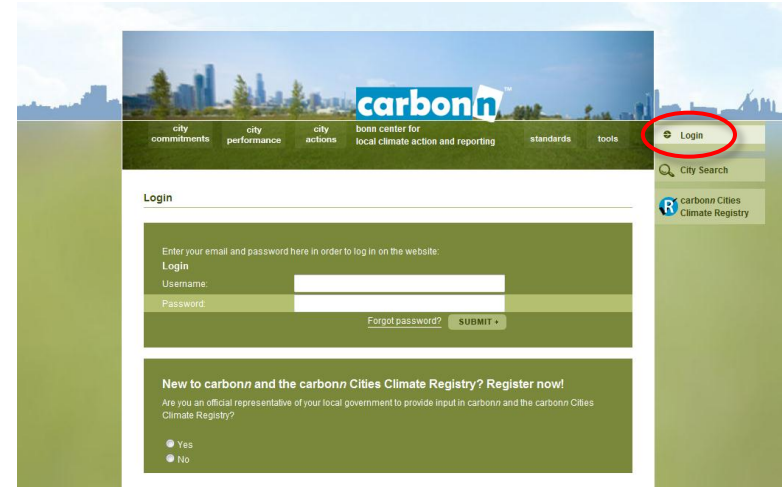 carbonn™
city
commitments
city
performance
city
actions
bonn center for
local climate action and reporting
standards
tools
Login
City Search
carbonn Cities
Climate Registry
Login
Enter your email and password here in order to log in on the website:
Login
Username:
Password:
Forgot password? SUBMIT +
New to carbonn and the carbonn Cities Climate Registry? Register now!
Are you an official representative of your local government to provide input in carbonn and the carbonn Cities
Climate Registry?
Yes
No